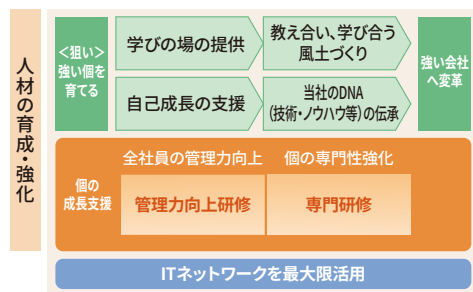 人材の育成・強化
＜狙い＞
強い個を
育てる
学びの場の提供
教え合い、学び合う
風土づくり
自己成長の支援
当社のDNA
（技術・ノウハウ等）の伝承
強い会社
へ変革
個の
成長支援
全社員の管理力向上
個の専門性強化
管理力向上研修
専門研修
ITネットワークを最大限活用